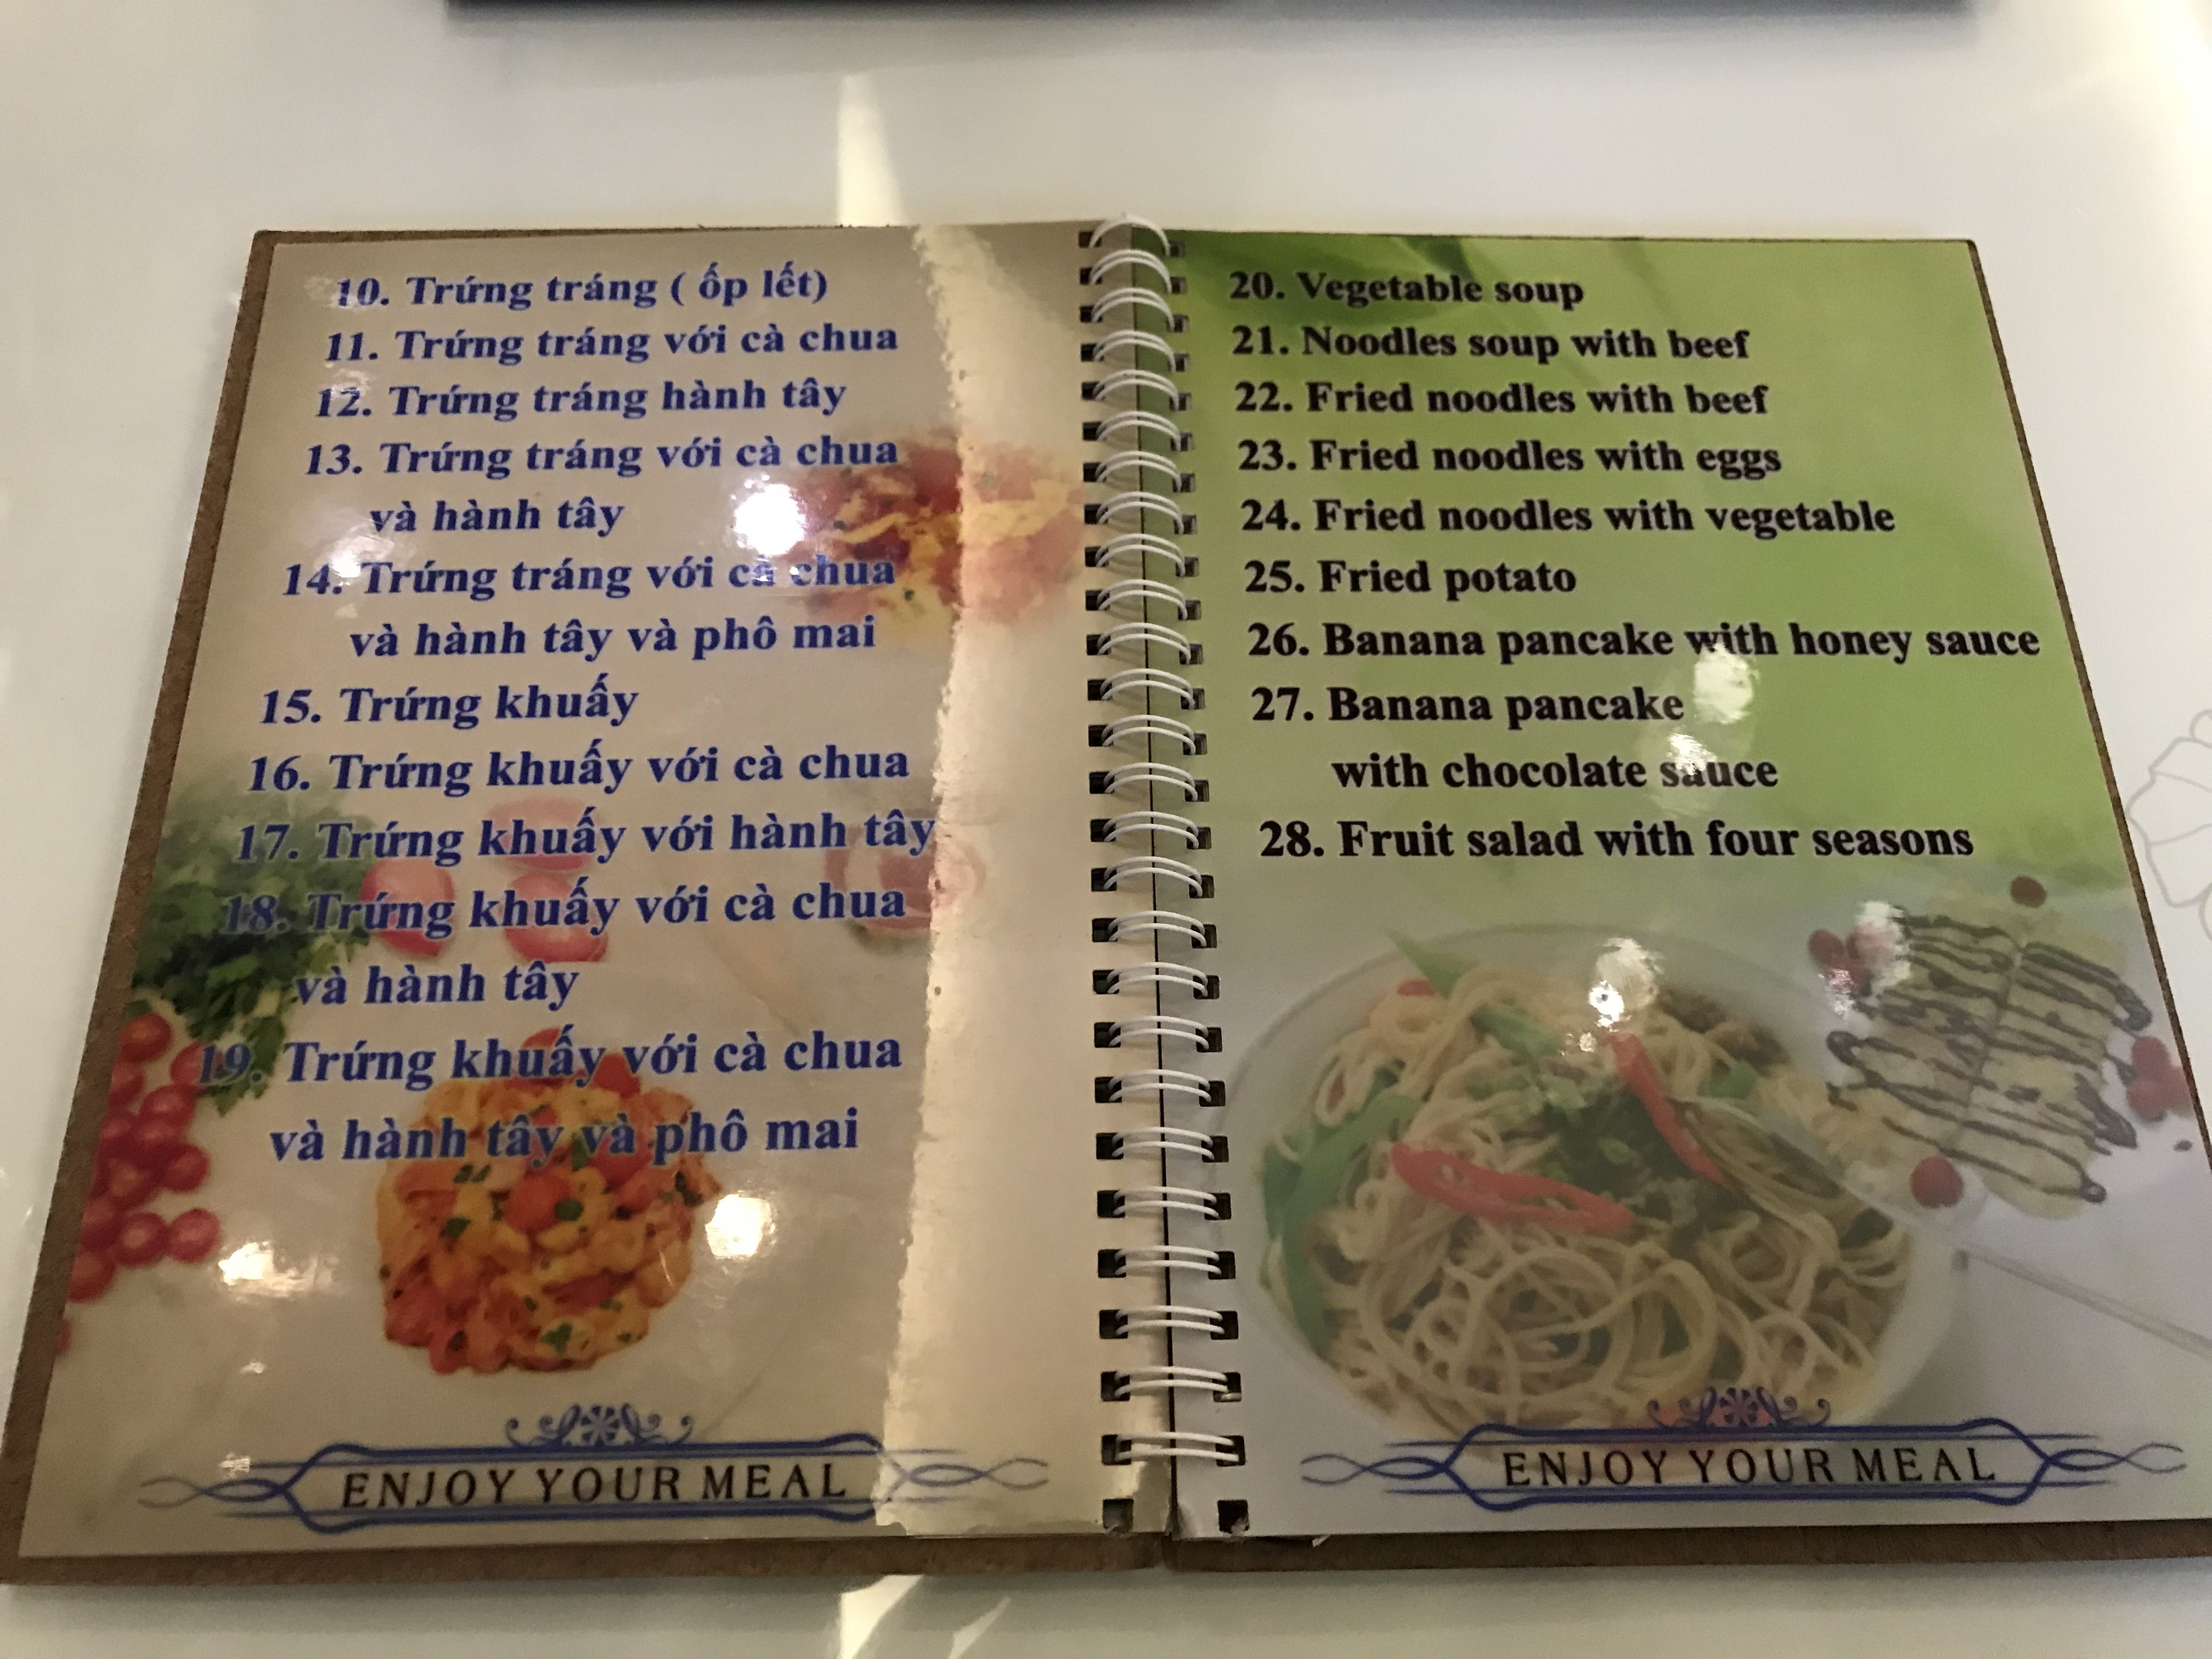 10. Trứng tráng ( ốp lết)
11. Trứng tráng với cà chua
12. Trứng tráng hành tây
13. Trứng tráng với cà chua
và hành tây
14. Trứng tráng với cà chua
và hành tây và phô mai
15. Trứng khuấy
16. Trứng khuấy với cà chua
17. Trứng khuấy với hành tây
18. Trứng khuấy với cà chua
và hành tây
19. Trứng khuấy với cà chua
và hành tây và phô mai
ENJOY YOUR MEAL
20. Vegetable soup
21. Noodles soup with beef
22. Fried noodles with beef
23. Fried noodles with eggs
24. Fried noodles with vegetable
25. Fried potato
26. Banana pancake with honey sauce
27. Banana pancake
with chocolate sauce
28. Fruit salad with four seasons
ENJOY YOUR MEAL